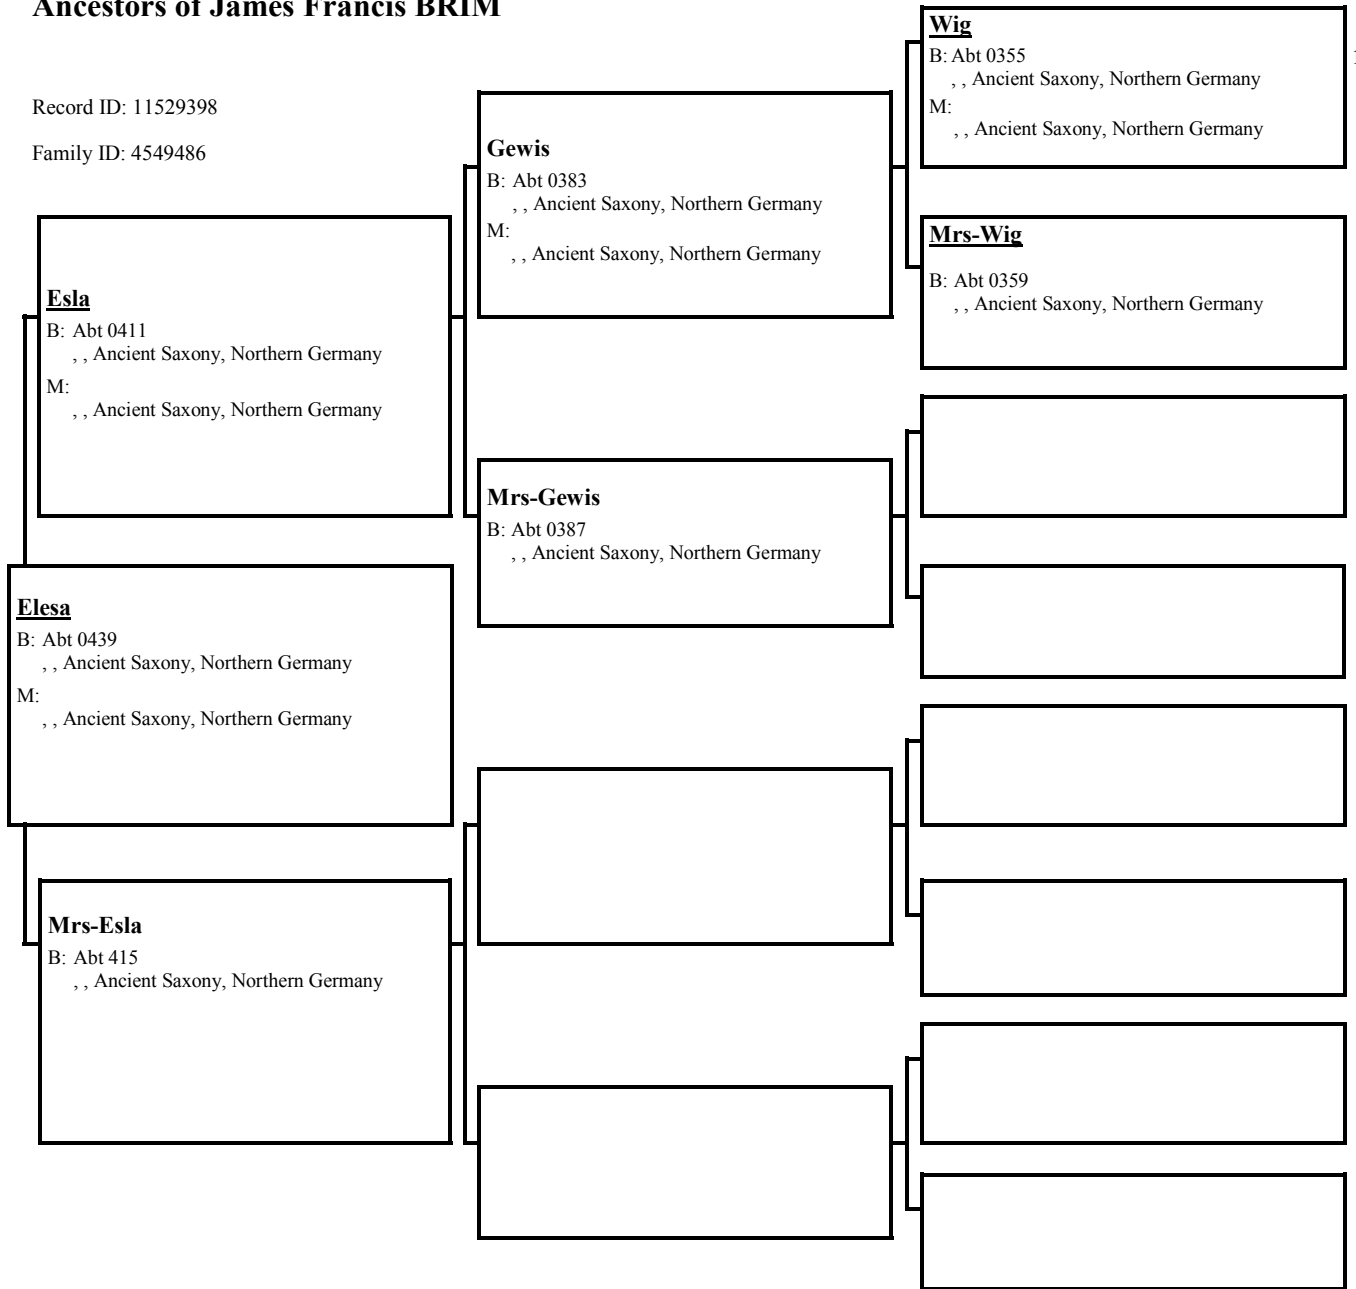 Ancestors of James Francis BRIM
Record ID: 11529398
Family ID: 4549486
Wig
B: Abt 0355
, , Ancient Saxony, Northern Germany
M:
, , Ancient Saxony, Northern Germany
Gewis
B: Abt 0383
, , Ancient Saxony, Northern Germany
M:
, , Ancient Saxony, Northern Germany
Mrs-Wig
B: Abt 0359
, , Ancient Saxony, Northern Germany
Esla
B: Abt 0411
, , Ancient Saxony, Northern Germany
M:
, , Ancient Saxony, Northern Germany
Mrs-Gewis
B: Abt 0387
, , Ancient Saxony, Northern Germany
Elesa
B: Abt 0439
, , Ancient Saxony, Northern Germany
M:
, , Ancient Saxony, Northern Germany
Mrs-Esla
B: Abt 415
, , Ancient Saxony, Northern Germany